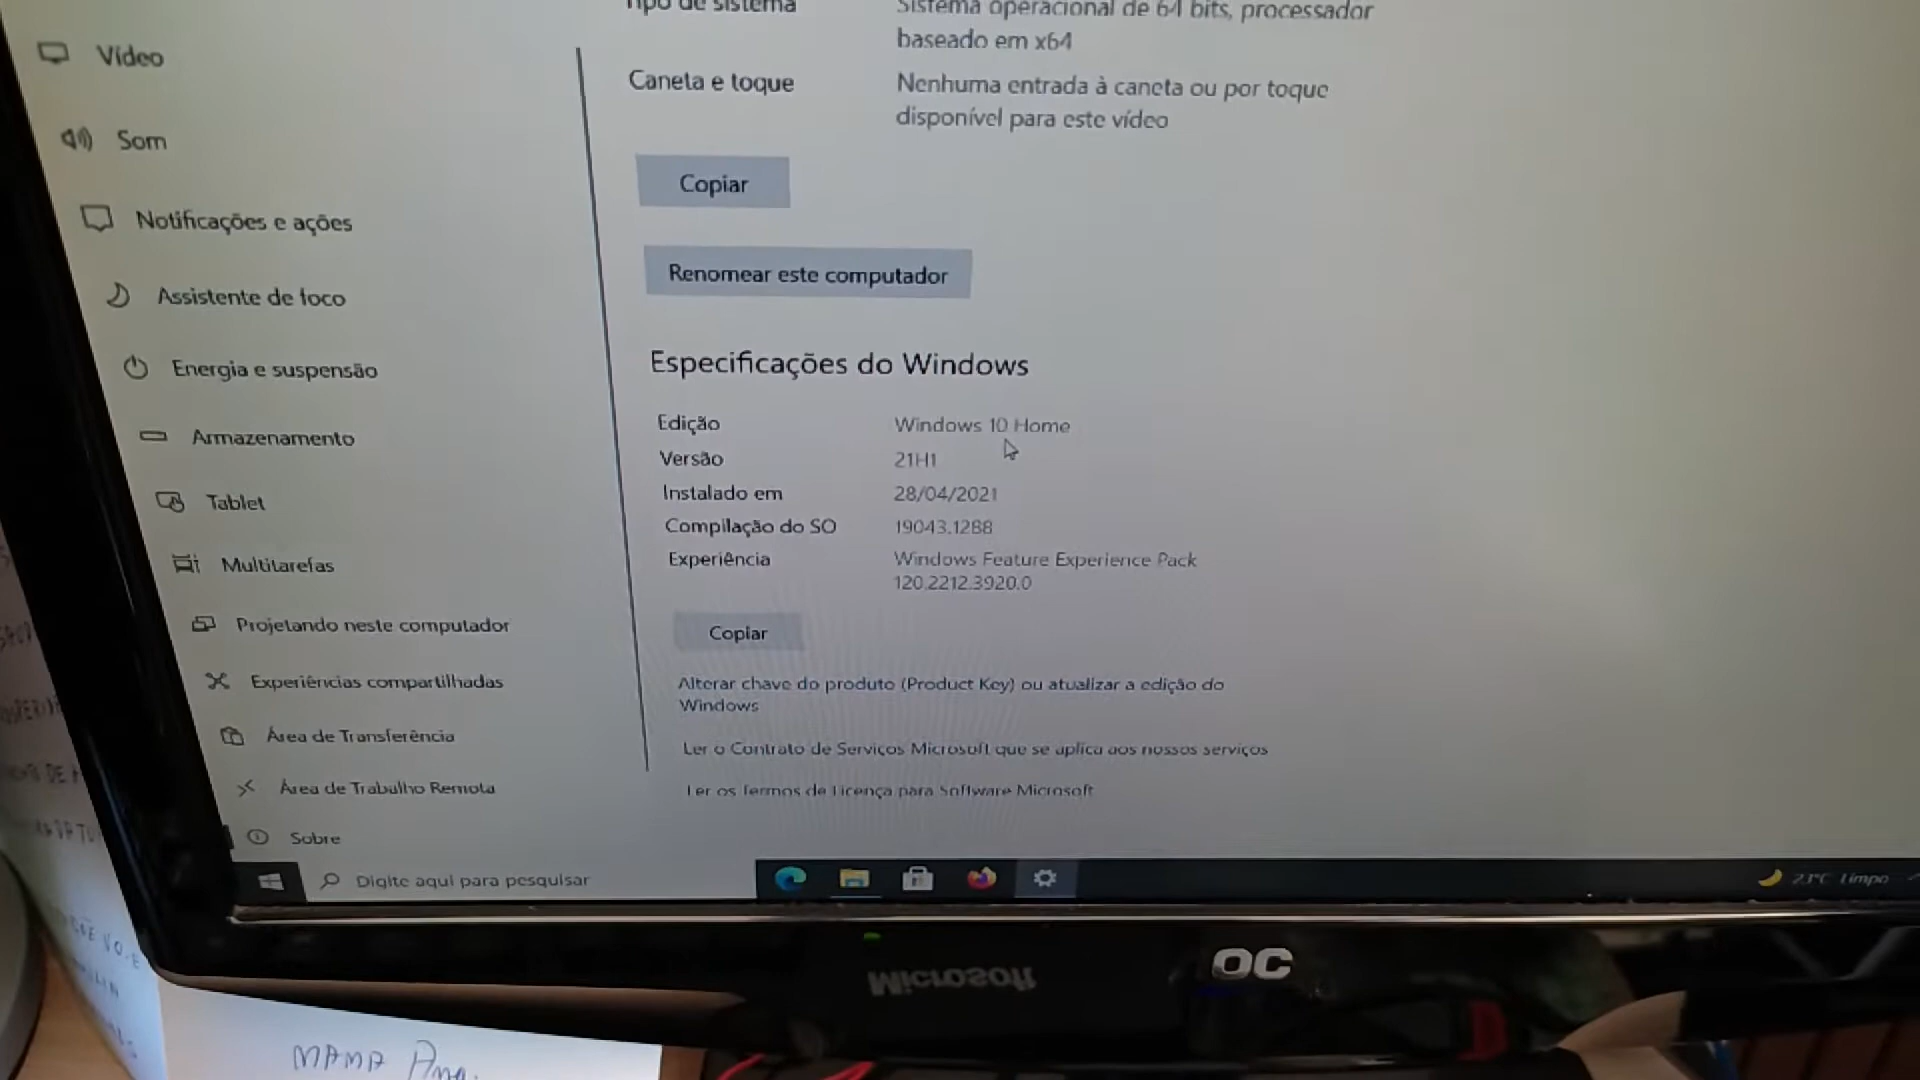 Tipo de sistema
Sistema operacional de 64 bits, processador
baseado em x64
Caneta e toque
Nenhuma entrada à caneta ou por toque
disponível para este vídeo
Copiar
Renomear este computador
Especificações do Windows
Edição Windows 10 Home
Versão 21H1
Instalado em 28/04/2021
Compilação do SO 19043.1288
Experiência Windows Feature Experience Pack
120.2212.3920.0
Copiar
Alterar chave do produto (Product Key) ou atualizar a edição do
Windows
Ler o Contrato de Serviços Microsoft que se aplica aos nossos serviços
Ler os Termos de Licença para Software Microsoft
Vídeo
Som
Notificações e ações
Assistente de foco
Energia e suspensão
Armazenamento
Tablet
Multitarefas
Projetando neste computador
Experiências compartilhadas
Área de Transferência
Área de Trabalho Remota
Sobre
Digite aqui para pesquisar
23°C Limpo
Microsoft
OC
MAMA Ana.